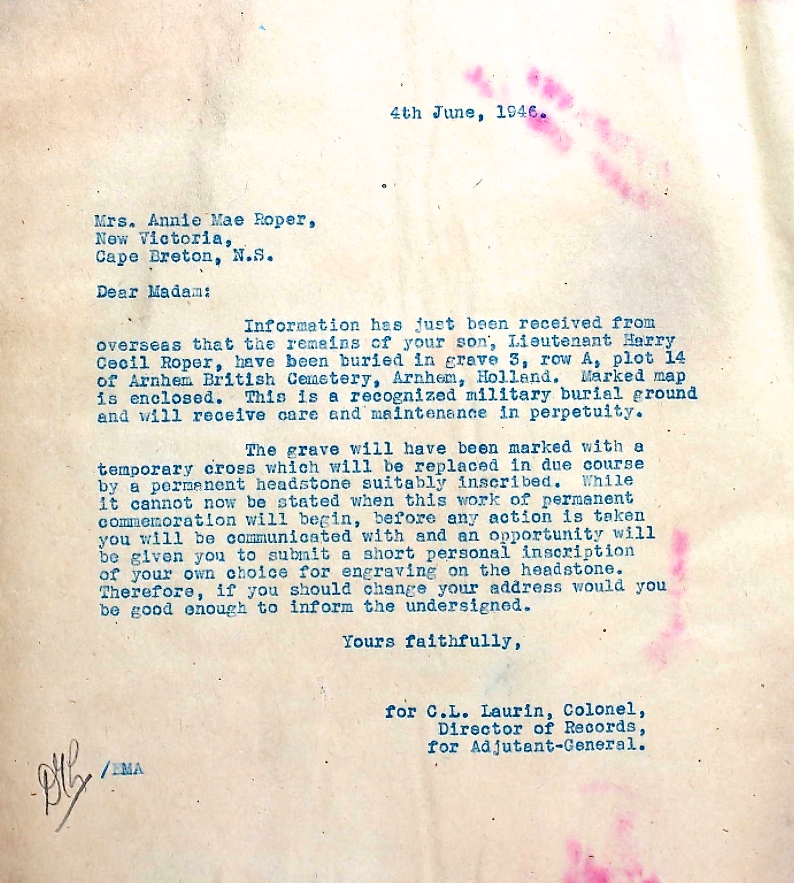 4th June, 1946.
Mrs. Annie Mae Roper,
New Victoria,
Cape Breton, N.S.
Dear Madam:
Information has just been received from
overseas that the remains of your son, Lieutenant Harry
Cecil Roper, have been buried in grave 3, row A, plot 14
of Arnhem British Cemetery, Arnhem, Holland. Marked map
is enclosed. This is a recognized military burial ground
and will receive care and maintenance in perpetuity.
The grave will have been marked with a
temporary cross which will be replaced in due course
by a permanent headstone suitably inscribed. While
it cannot now be stated when this work of permanent
commemoration will begin, before any action is taken
you will be communicated with and an opportunity will
be given you to submit a short personal inscription
of your own choice for engraving on the headstone.
Therefore, if you should change your address would you
be good enough to inform the undersigned.
Yours faithfully,
for C.L. Laurin, Colonel,
Director of Records,
for Adjutant-General.